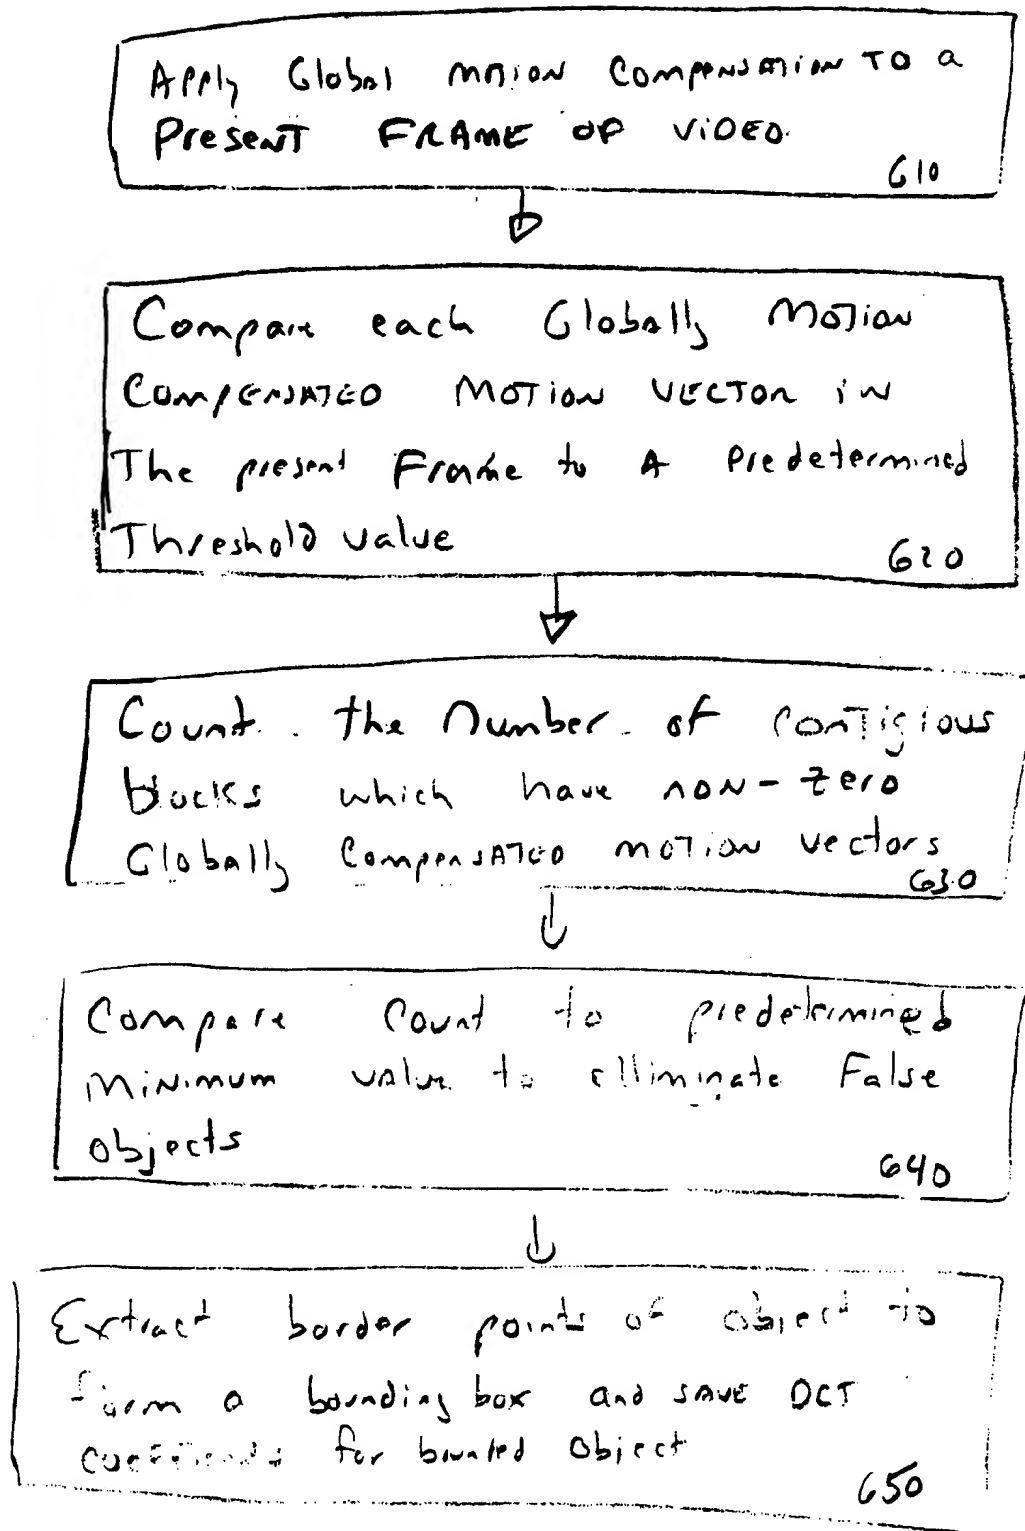 Apply Global motion compensation to a
Present FRAME OF VIDEO.
610
Compare each Globally Motion
COMPENSATED MOTION VECTOR IN
The present Frame to A Predetermined
Threshold value
620
Count the Number of contigious
blocks which have non-zero
Globally Compensated motion vectors
630
Compare Count to predetermined
minimum value to elliminate False
objects
640
Extract border points of object to
form a bounding box and save DCT
coefficients for bounded Object
650